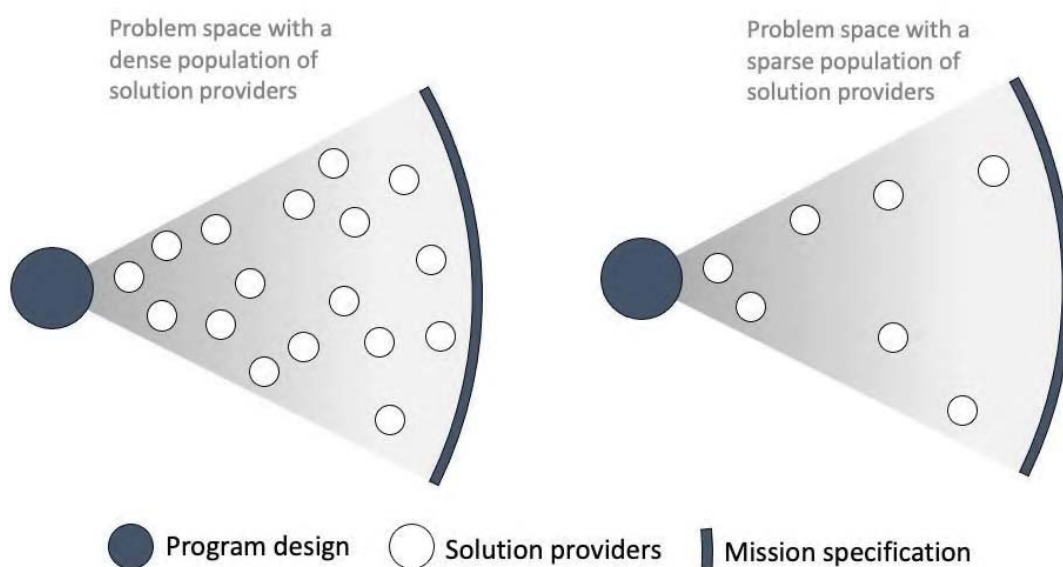 Problem space with a
dense population of
solution providers
Problem space with a
sparse population of
solution providers
Program design
Solution providers
Mission specification